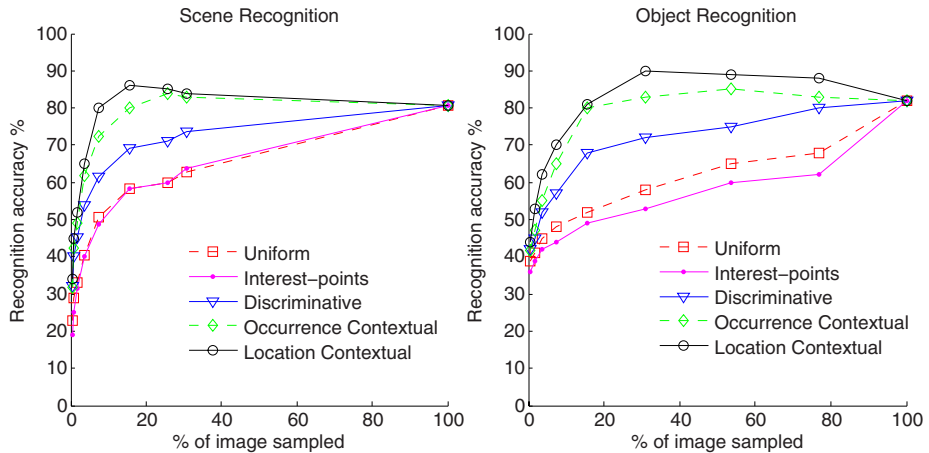 Scene Recognition
100
90
80
70
60
50
40
30
20
10
0
Recognition accuracy %
Uniform
Interest–points
Discriminative
Occurrence Contextual
Location Contextual
0 20 40 60 80 100
% of image sampled
Object Recognition
100
90
80
70
60
50
40
30
20
10
0
Recognition accuracy %
Uniform
Interest–points
Discriminative
Occurrence Contextual
Location Contextual
0 20 40 60 80 100
% of image sampled